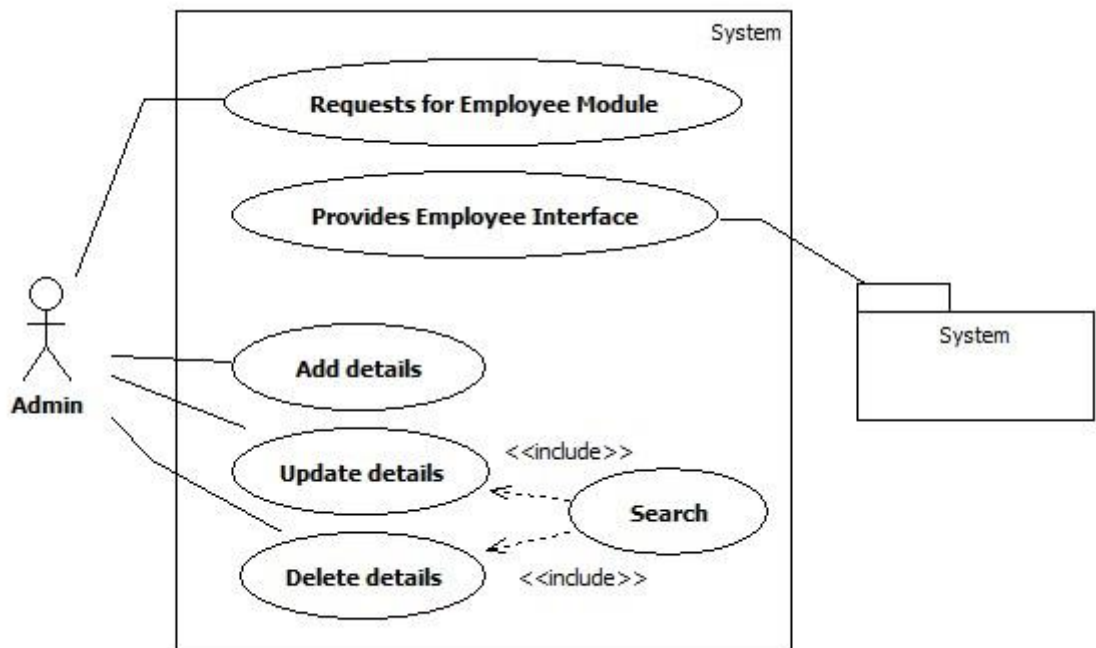 System
Requests for Employee Module
Provides Employee Interface
System
Admin
Add details
Update details
<<include>>
Search
Delete details
<<include>>